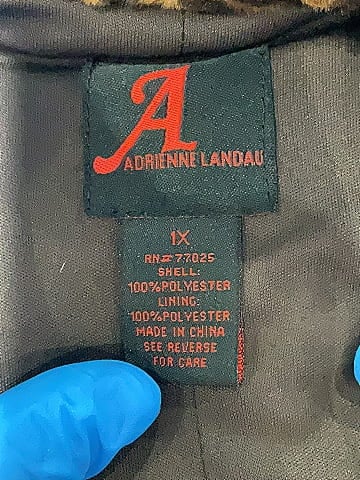 A
ADRIENNE LANDAU
1X
RN# 77025
SHELL:
100% POLYESTER
LINING:
100% POLYESTER
MADE IN CHINA
SEE REVERSE
FOR CARE